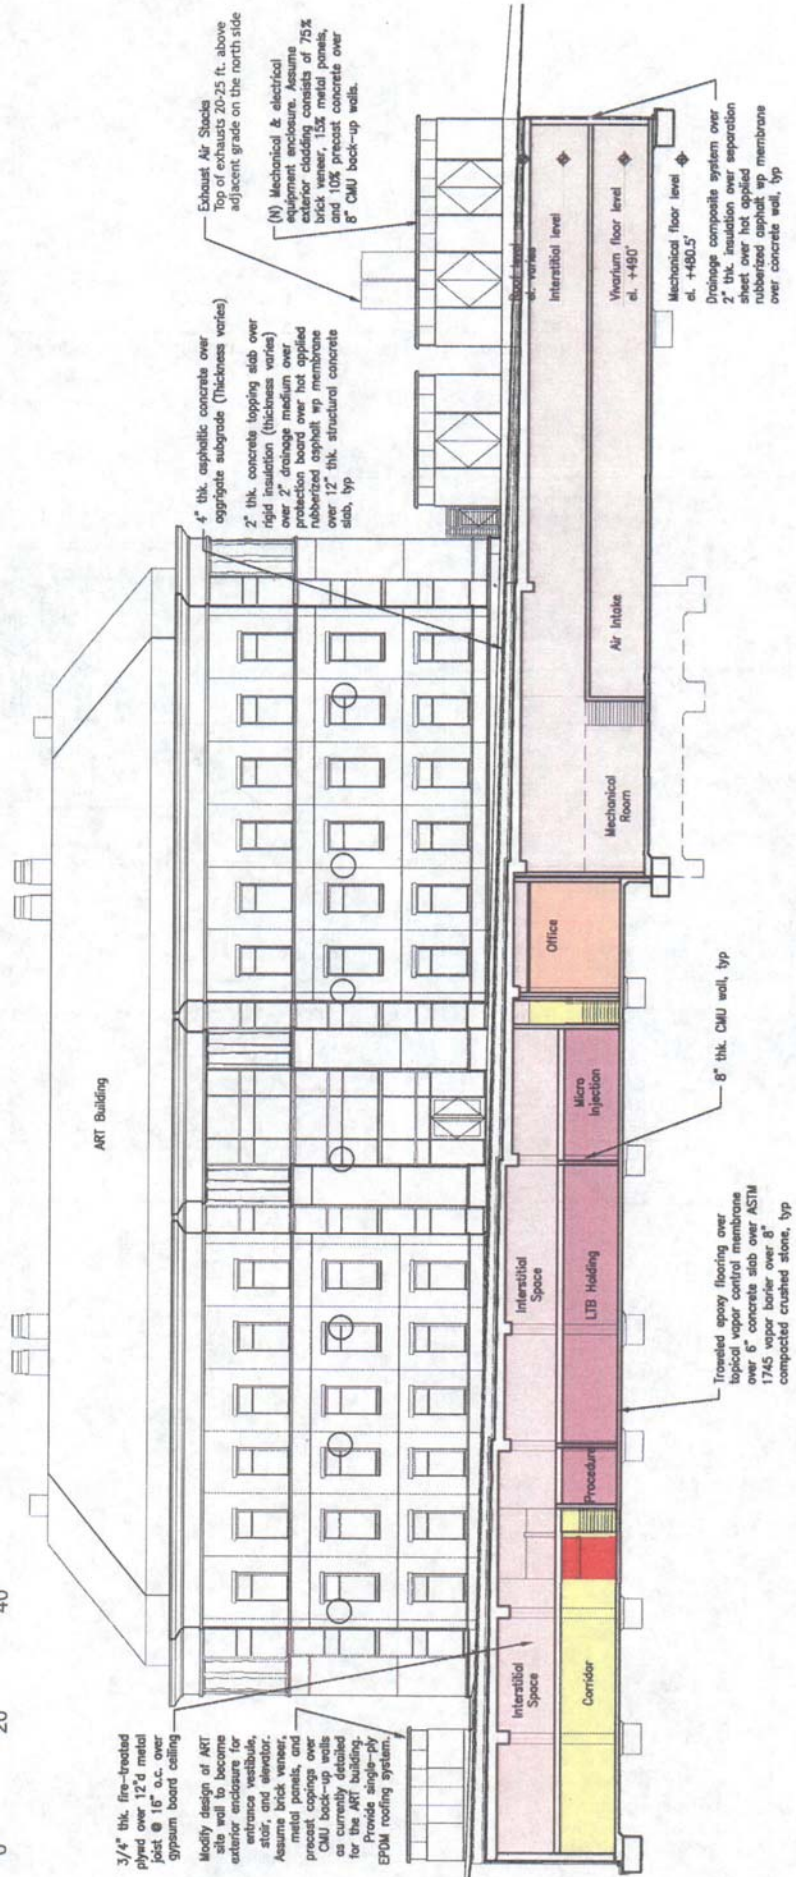 0 20 40
3/4" thk. fire-treated
plywd over 12"d metal
joist @ 16" o.c. over
gypsum board ceiling
Modify design of ART
site wall to become
exterior enclosure for
entrance vestibule,
stair, and elevator.
Assume brick veneer,
metal panels, and
precast copings over
CMU back-up walls
as currently detailed
for the ART building.
Provide single-ply
EPDM roofing system.
ART Building
4" thk. asphaltic concrete over
aggrigate subgrade (Thickness varies)
2" thk. concrete topping slab over
rigid insulation (thickness varies)
over 2" drainage medium over
protection board over hot applied
rubberized asphalt wp membrane
over 12" thk. structural concrete
slab, typ
Exhaust Air Stacks
Top of exhausts 20-25 ft. above
adjacent grade on the north side
(N) Mechanical & electrical
equipment enclosure. Assume
exterior cladding consists of 75%
brick veneer, 15% metal panels,
and 10% precast concrete over
8" CMU back-up walls.
Interstitial
Space
Corridor
Procedure
Interstitial
Space
LTB Holding
Micro
Injection
Office
Mechanical
Room
Air Intake
Roof level
el. varies
Interstitial level
Vivarium floor level
el. +490'
Mechanical floor level
el. +480.5'
Troweled epoxy flooring over
topical vapor control membrane
over 6" concrete slab over ASTM
1745 vapor barier over 8"
compacted crushed stone, typ
8" thk. CMU wall, typ
Drainage composite system over
2" thk. insulation over separation
sheet over hot applied
rubberized asphalt wp membrane
over concrete wall, typ